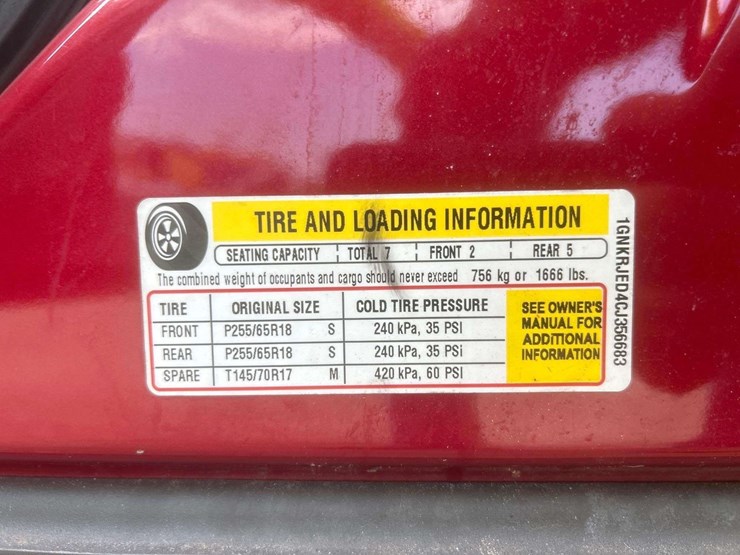 TIRE AND LOADING INFORMATION
SEATING CAPACITY TOTAL 7 FRONT 2 REAR 5
The combined weight of occupants and cargo should never exceed 756 kg or 1666 lbs.
TIRE ORIGINAL SIZE COLD TIRE PRESSURE
FRONT P255/65R18 S 240 kPa, 35 PSI
REAR P255/65R18 S 240 kPa, 35 PSI
SPARE T145/70R17 M 420 kPa, 60 PSI
SEE OWNER'S
MANUAL FOR
ADDITIONAL
INFORMATION
1GNKRJED4CJ356683